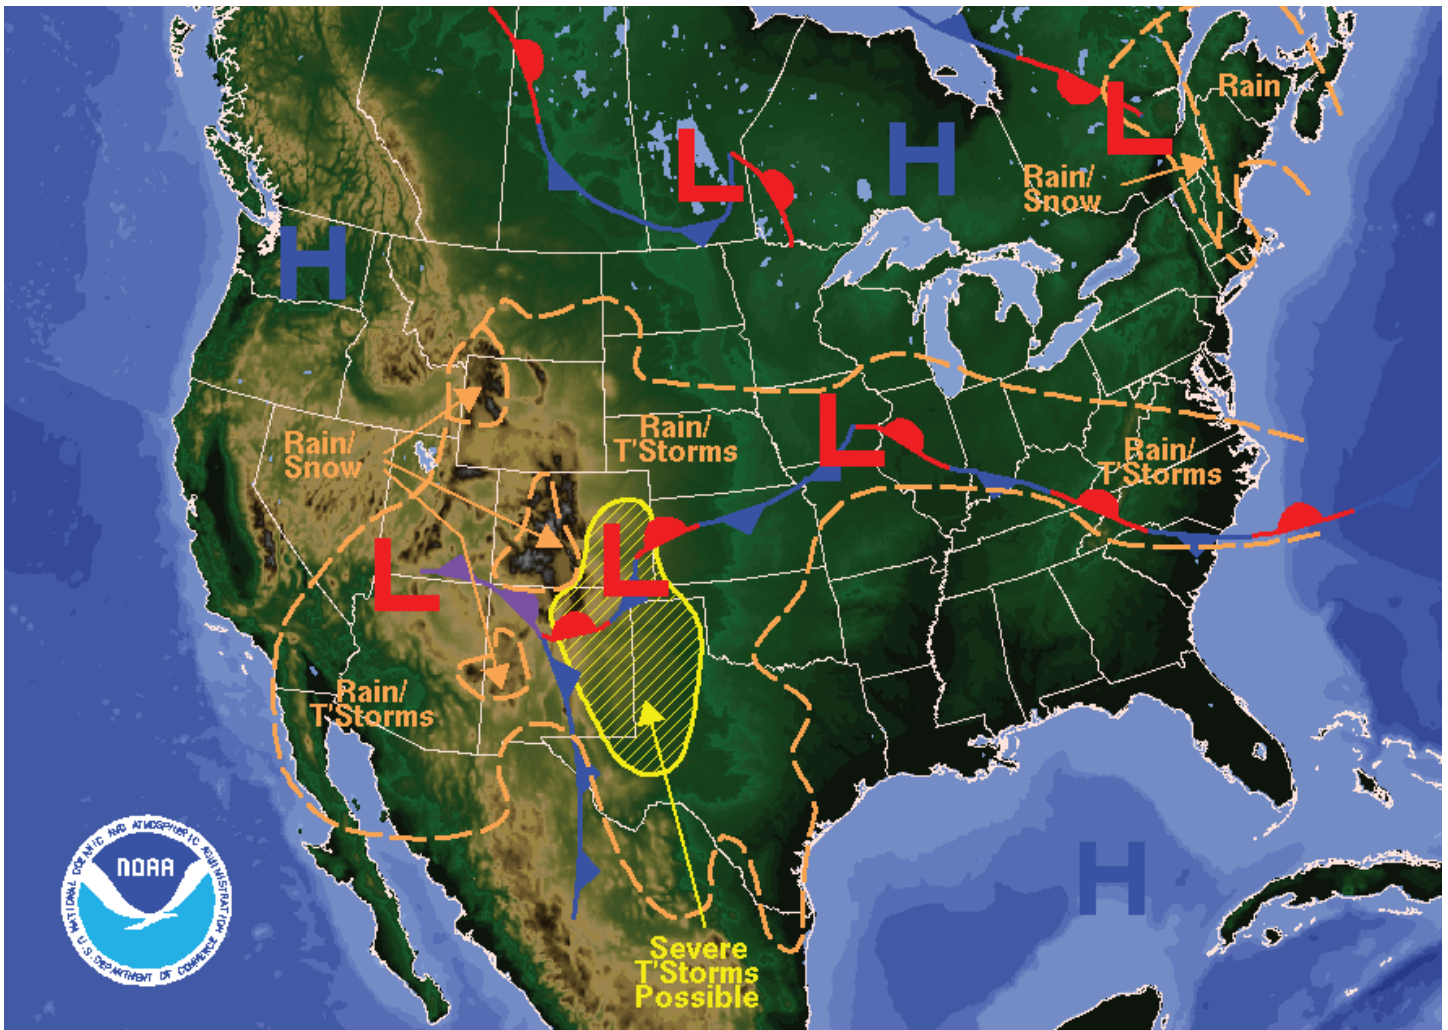 Rain
L
H
L
Rain/
Snow
H
Rain/
Snow
Rain/
T'Storms
L
Rain/
T'Storms
L
L
Rain/
T'Storms
H
Severe
T'Storms
Possible
NATIONAL OCEANIC AND ATMOSPHERIC ADMINISTRATION
NOAA
U.S. DEPARTMENT OF COMMERCE